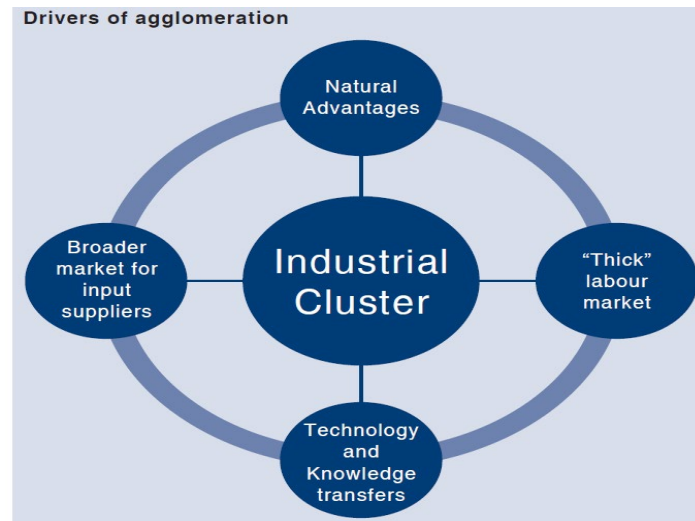 Drivers of agglomeration
Natural
Advantages
Broader
market for
input
suppliers
Industrial
Cluster
“Thick”
labour
market
Technology
and
Knowledge
transfers